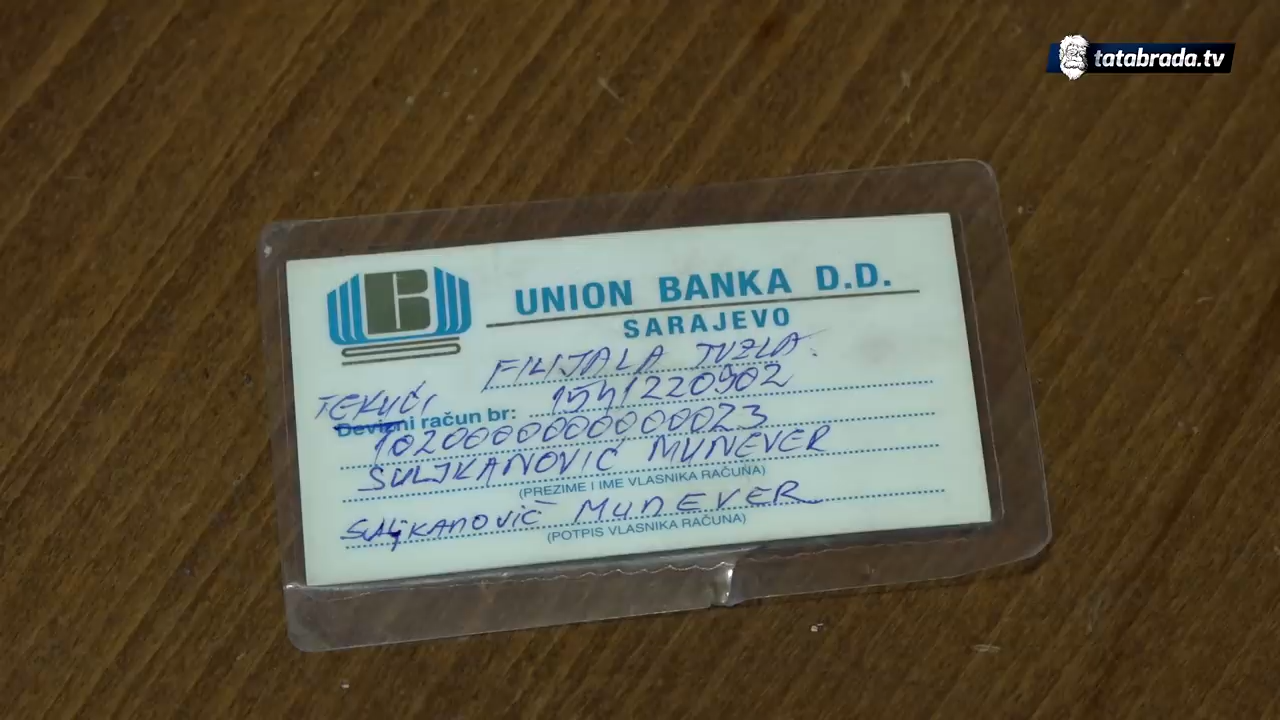 tatabrada.tv
UNION BANKA D.D.
SARAJEVO
FILIJALA TUZLA.
TEKUĆI
Devizni račun br: 1541220902
10200000000000023
SULJKANOVIĆ MUNEVER
(PREZIME I IME VLASNIKA RAČUNA)
SULJKANOVIĆ MUNEVER
(POTPIS VLASNIKA RAČUNA)